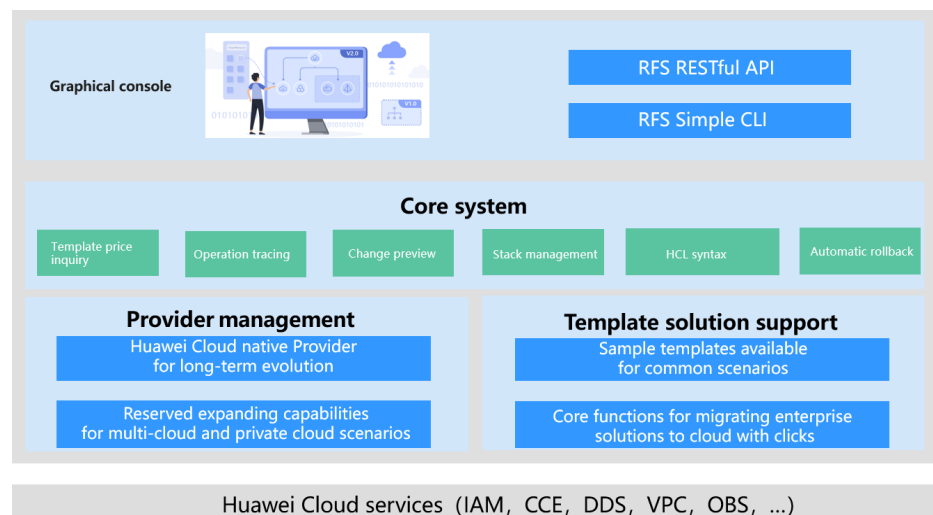 Graphical console
V2.0
V1.0
01010101
010101010101
0101010101
RFS RESTful API
RFS Simple CLI
Core system
Template price
inquiry
Operation tracing
Change preview
Stack management
HCL syntax
Automatic rollback
Provider management
Huawei Cloud native Provider
for long-term evolution
Reserved expanding capabilities
for multi-cloud and private cloud scenarios
Template solution support
Sample templates available
for common scenarios
Core functions for migrating enterprise
solutions to cloud with clicks
Huawei Cloud services（IAM，CCE，DDS，VPC，OBS，...）